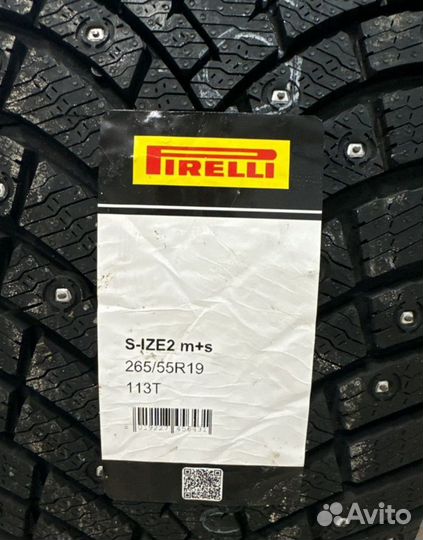 PIRELLI
S-IZE2 m+s
265/55R19
113T
Avito